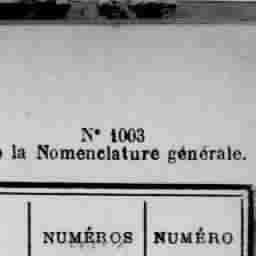 N° 1003
la Nomenclature générale.
NUMÉROS NUMÉRO